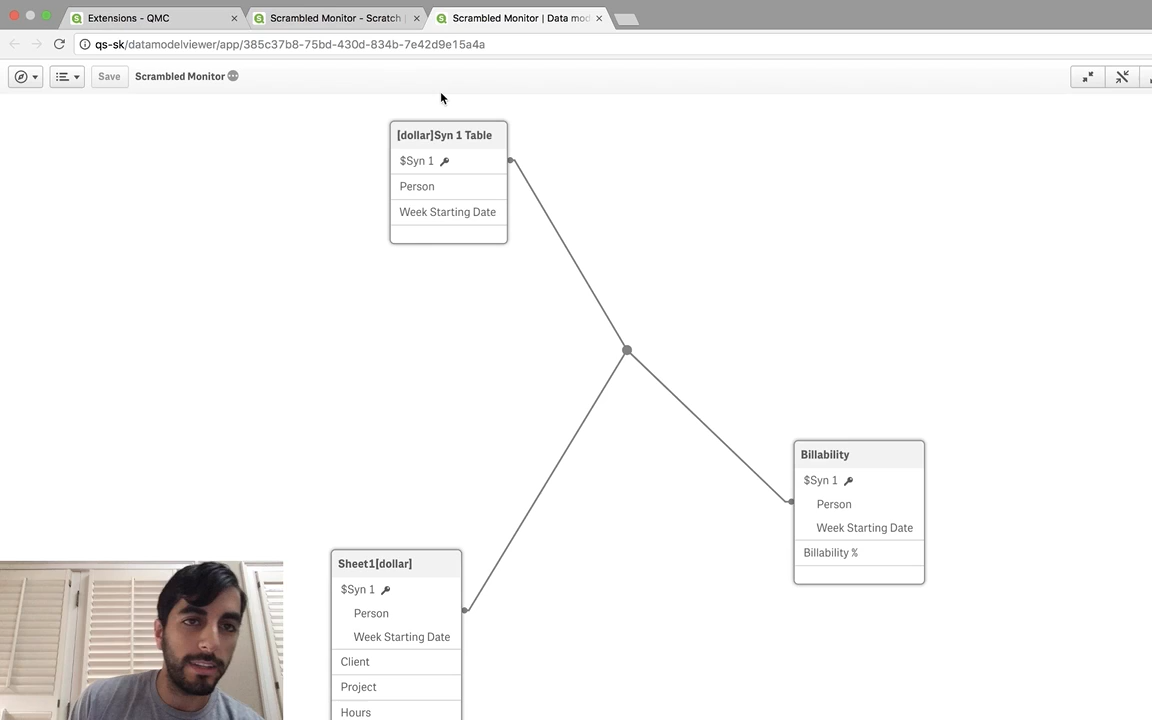 Extensions - QMC
Scrambled Monitor - Scratch
Scrambled Monitor | Data mod
qs-sk/datamodelviewer/app/385c37b8-75bd-430d-834b-7e42d9e15a4a
Save
Scrambled Monitor
[dollar]Syn 1 Table
$Syn 1
Person
Week Starting Date
Billability
$Syn 1
Person
Week Starting Date
Billability %
Sheet1[dollar]
$Syn 1
Person
Week Starting Date
Client
Project
Hours